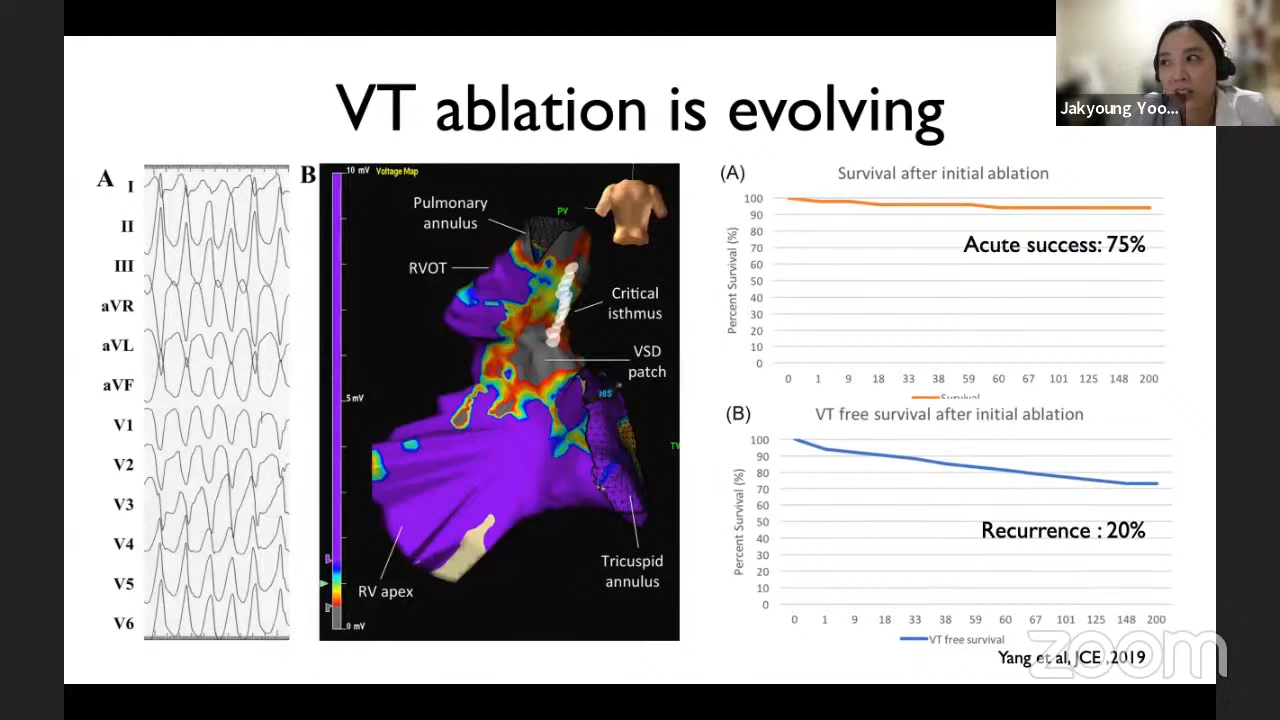 Jakyoung Yoo...
VT ablation is evolving
A
I
II
III
aVR
aVL
aVF
V1
V2
V3
V4
V5
V6
B
10 mV
Voltage Map
5 mV
0 mV
PV
Pulmonary
annulus
RVOT
Critical
isthmus
VSD
patch
HIS
TV
Tricuspid
annulus
RV apex
(A)
Survival after initial ablation
Percent Survival (%)
100
90
80
70
60
50
40
30
20
10
0
Acute success: 75%
0 1 9 18 33 38 59 60 67 101 125 148 200
Survival
(B)
VT free survival after initial ablation
Percent Survival (%)
100
90
80
70
60
50
40
30
20
10
0
Recurrence : 20%
0 1 9 18 33 38 59 60 67 101 125 148 200
VT free survival
Yang et al, JCE ,2019
zoom